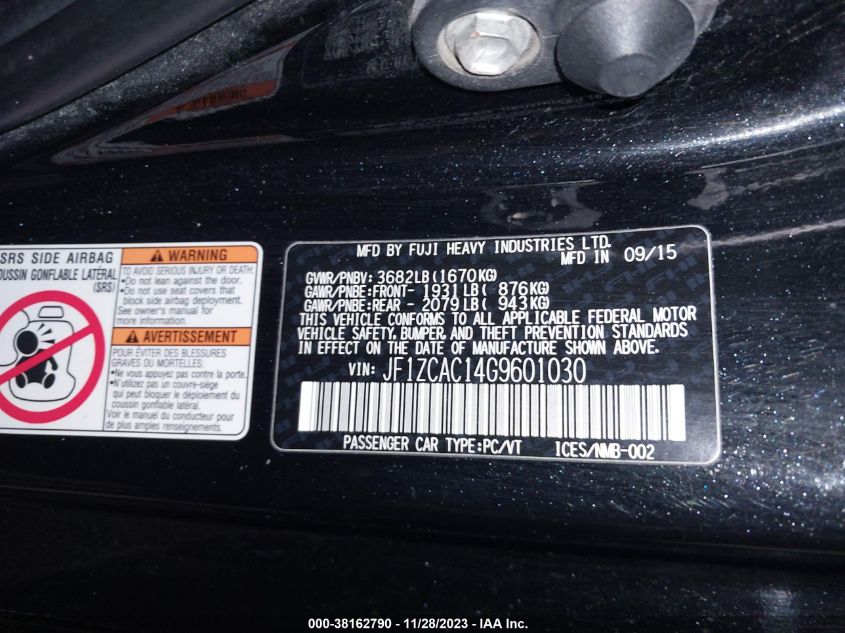 SRS SIDE AIRBAG
COUSSIN GONFLABLE LATÉRAL
(SRS)
WARNING
TO AVOID SERIOUS INJURY OR DEATH:
•Do not lean against the door.
•Do not use seat covers that
block side airbag deployment.
See owner's manual for
more information.
AVERTISSEMENT
POUR ÉVITER DES BLESSURES
GRAVES OU MORTELLES:
•Ne vous appuyez pas contre la porte.
•Ne pas utiliser un couvre-siège
qui peut bloquer le déploiement du
coussin gonflable latéral.
Voir le manuel du conducteur pour
de plus amples renseignements.
MFD BY FUJI HEAVY INDUSTRIES LTD.
MFD IN 09/15
GVWR/PNBV: 3682LB(1670KG)
GAWR/PNBE:FRONT- 1931LB( 876KG)
GAWR/PNBE:REAR - 2079LB( 943KG)
THIS VEHICLE CONFORMS TO ALL APPLICABLE FEDERAL MOTOR
VEHICLE SAFETY, BUMPER, AND THEFT PREVENTION STANDARDS
IN EFFECT ON THE DATE OF MANUFACTURE SHOWN ABOVE.
VIN: JF1ZCAC14G9601030
PASSENGER CAR TYPE:PC/VT ICES/NMB-002
000-38162790 - 11/28/2023 - IAA Inc.